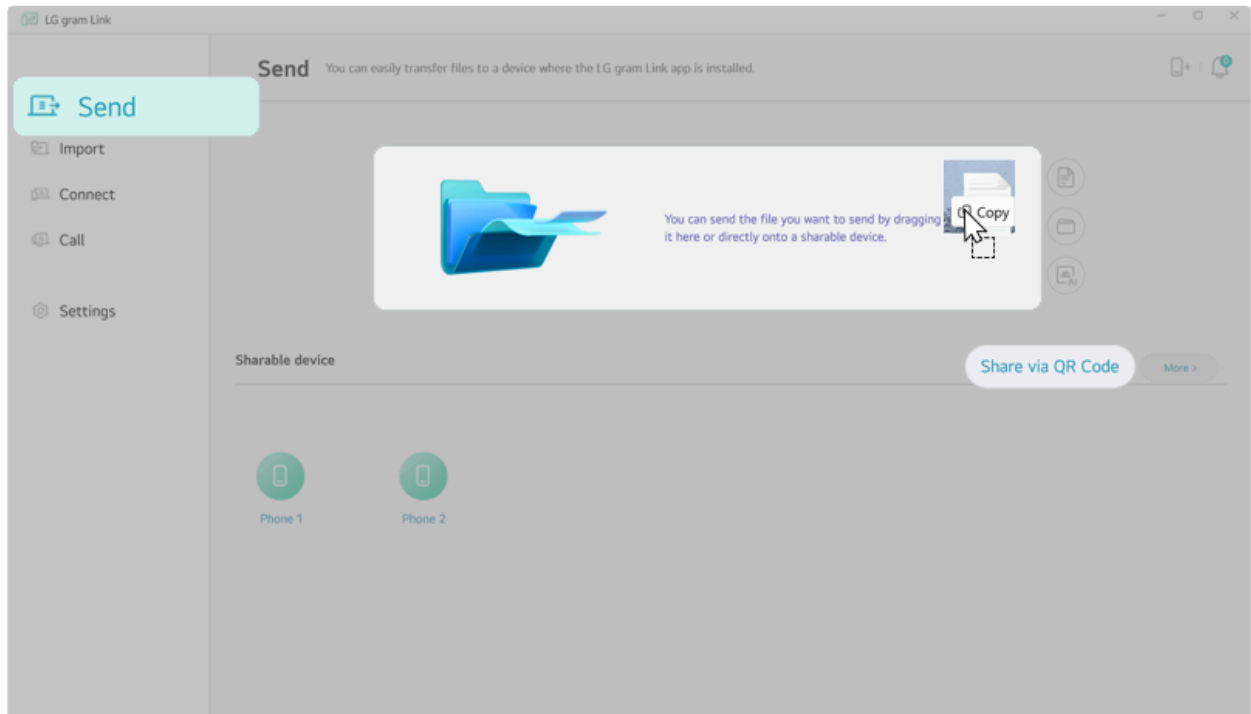 LG gram Link
Send
You can easily transfer files to a device where the LG gram Link app is installed.
Send
Import
Connect
Call
Settings
You can send the file you want to send by dragging
it here or directly onto a sharable device.
Copy
AI
Sharable device
Share via QR Code
More >
Phone 1
Phone 2